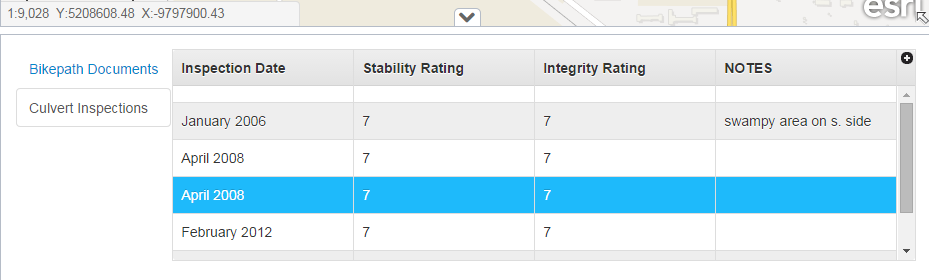 1:9,028 Y:5208608.48 X:-9797900.43
esri
Bikepath Documents
Culvert Inspections
Inspection Date Stability Rating Integrity Rating NOTES
January 2006 7 7 swampy area on s. side
April 2008 7 7
April 2008 7 7
February 2012 7 7